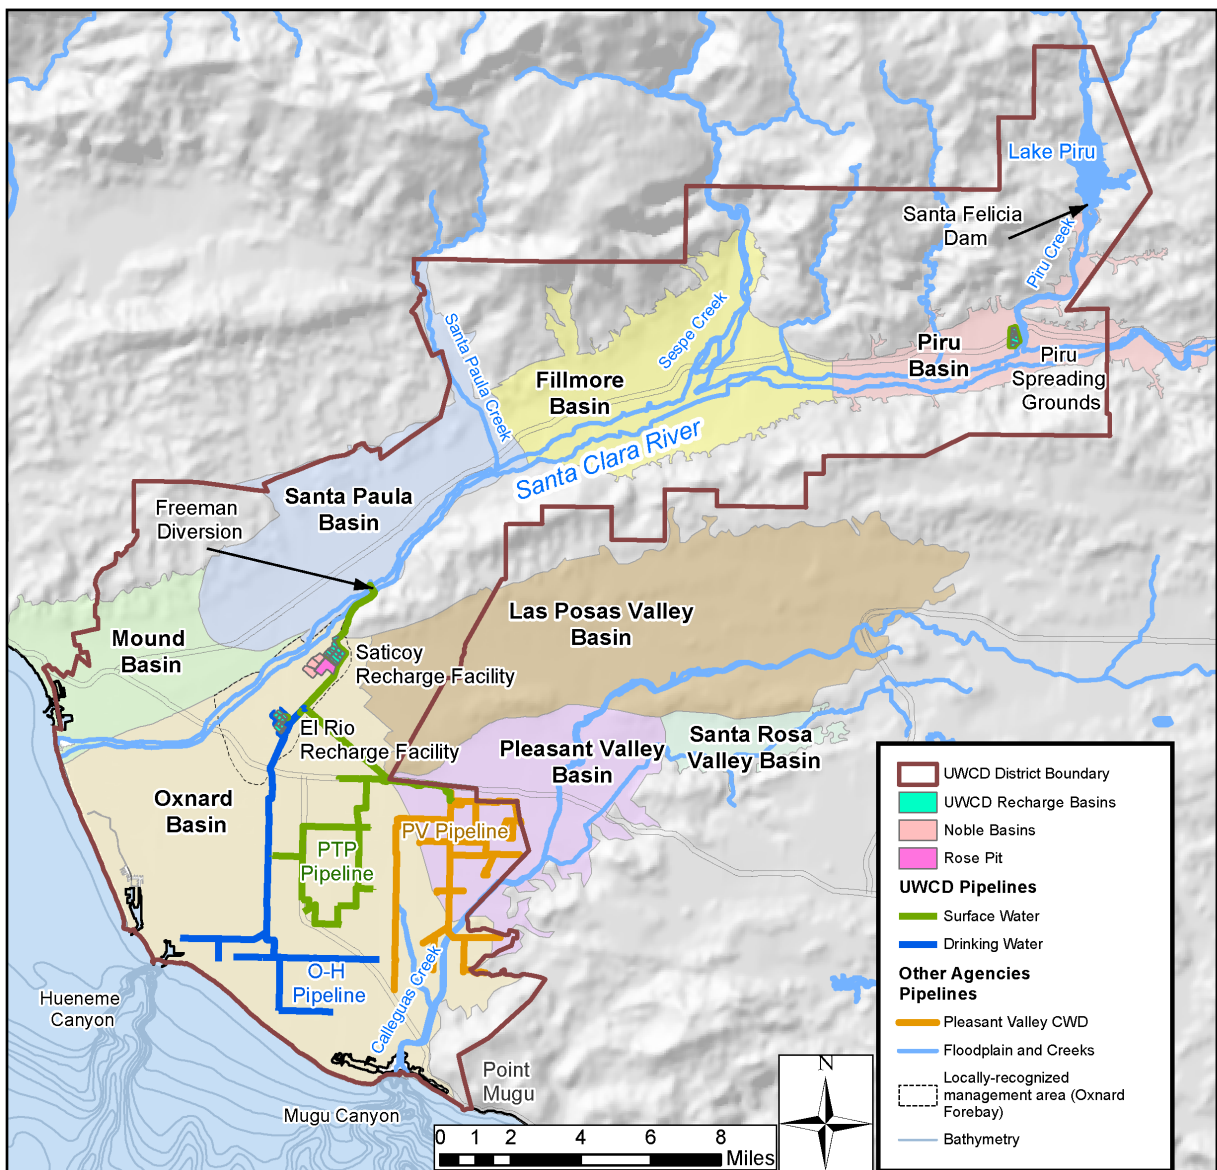 Lake Piru
Santa Felicia
Dam
Piru Creek
Santa Paula Creek
Sespe Creek
Fillmore
Basin
Piru
Basin
Piru
Spreading
Grounds
Santa Clara River
Santa Paula
Basin
Freeman
Diversion
Mound
Basin
Las Posas Valley
Basin
Saticoy
Recharge Facility
El Rio
Recharge Facility
Pleasant Valley
Basin
Santa Rosa
Valley Basin
Oxnard
Basin
PTP
Pipeline
PV Pipeline
O-H
Pipeline
Calleguas Creek
Hueneme
Canyon
Mugu Canyon
Point
Mugu
UWCD District Boundary
UWCD Recharge Basins
Noble Basins
Rose Pit
UWCD Pipelines
Surface Water
Drinking Water
Other Agencies
Pipelines
Pleasant Valley CWD
Floodplain and Creeks
Locally-recognized
management area (Oxnard
Forebay)
Bathymetry
N
0 1 2 4 6 8
Miles